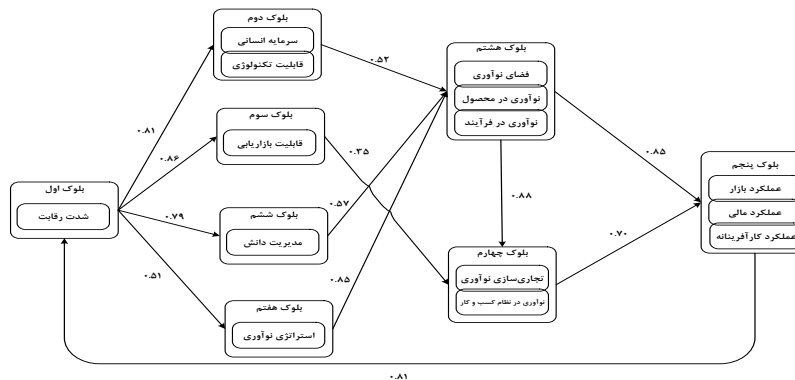 بلوک دوم
سرمایه انسانی
قابلیت تکنولوژی
۰.۵۲
بلوک هشتم
فضای نوآوری
نوآوری در محصول
نوآوری در فرآیند
۰.۸۱
بلوک سوم
قابلیت بازاریابی
۰.۳۵
۰.۸۵
۰.۸۶
بلوک پنجم
عملکرد بازار
عملکرد مالی
عملکرد کارآفرینانه
بلوک اول
شدت رقابت
۰.۷۹
بلوک ششم
مدیریت دانش
۰.۵۷
۰.۸۸
۰.۷۰
بلوک چهارم
تجاری‌سازی نوآوری
نوآوری در نظام کسب و کار
۰.۵۱
۰.۸۵
بلوک هفتم
استراتژی نوآوری
۰.۸۱